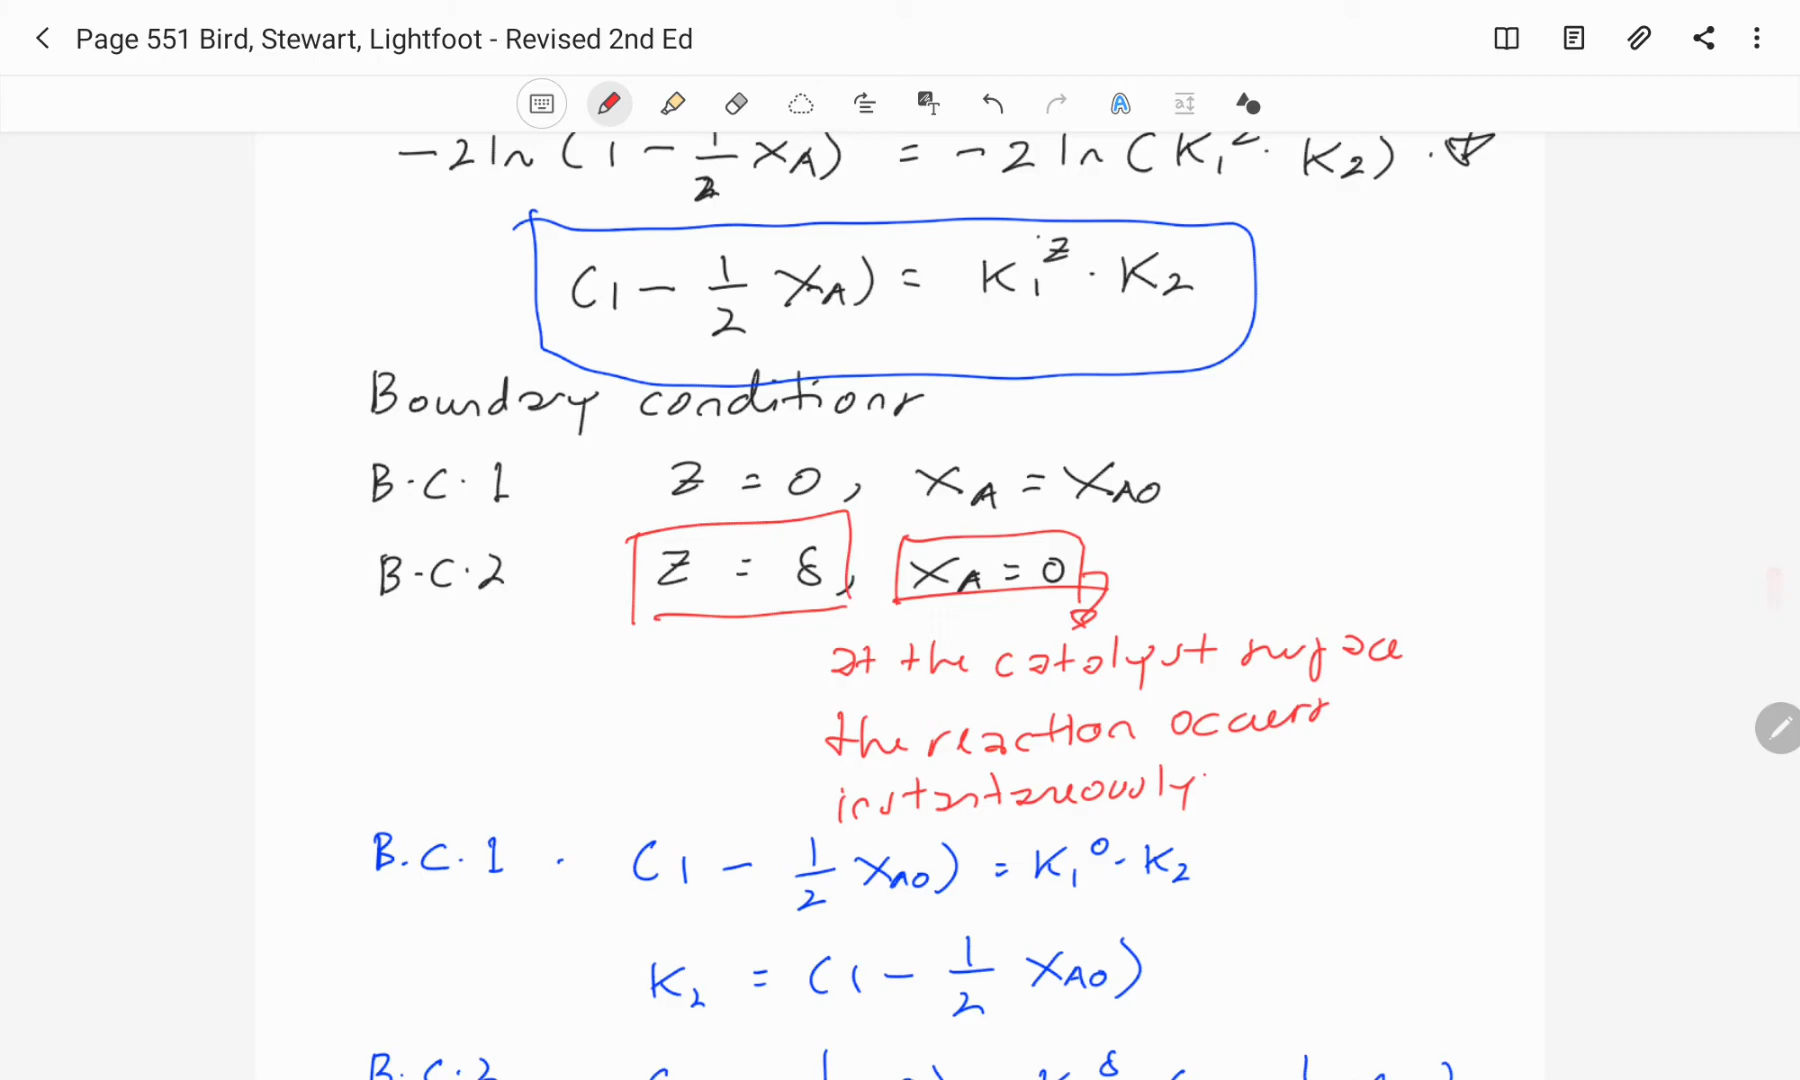 Page 551 Bird, Stewart, Lightfoot - Revised 2nd Ed
-2 ln (1 - 1/2 XA) = -2 ln (K1^Z · K2)
(1 - 1/2 XA) = K1^Z · K2
Boundary conditions
B.C.1 Z = 0, XA = XA0
B.C.2 Z = δ, XA = 0
at the catalyst surface
the reaction occurs
instantaneously
B.C.1 . (1 - 1/2 XA0) = K1^0 · K2
K2 = (1 - 1/2 XA0)
B.C.2